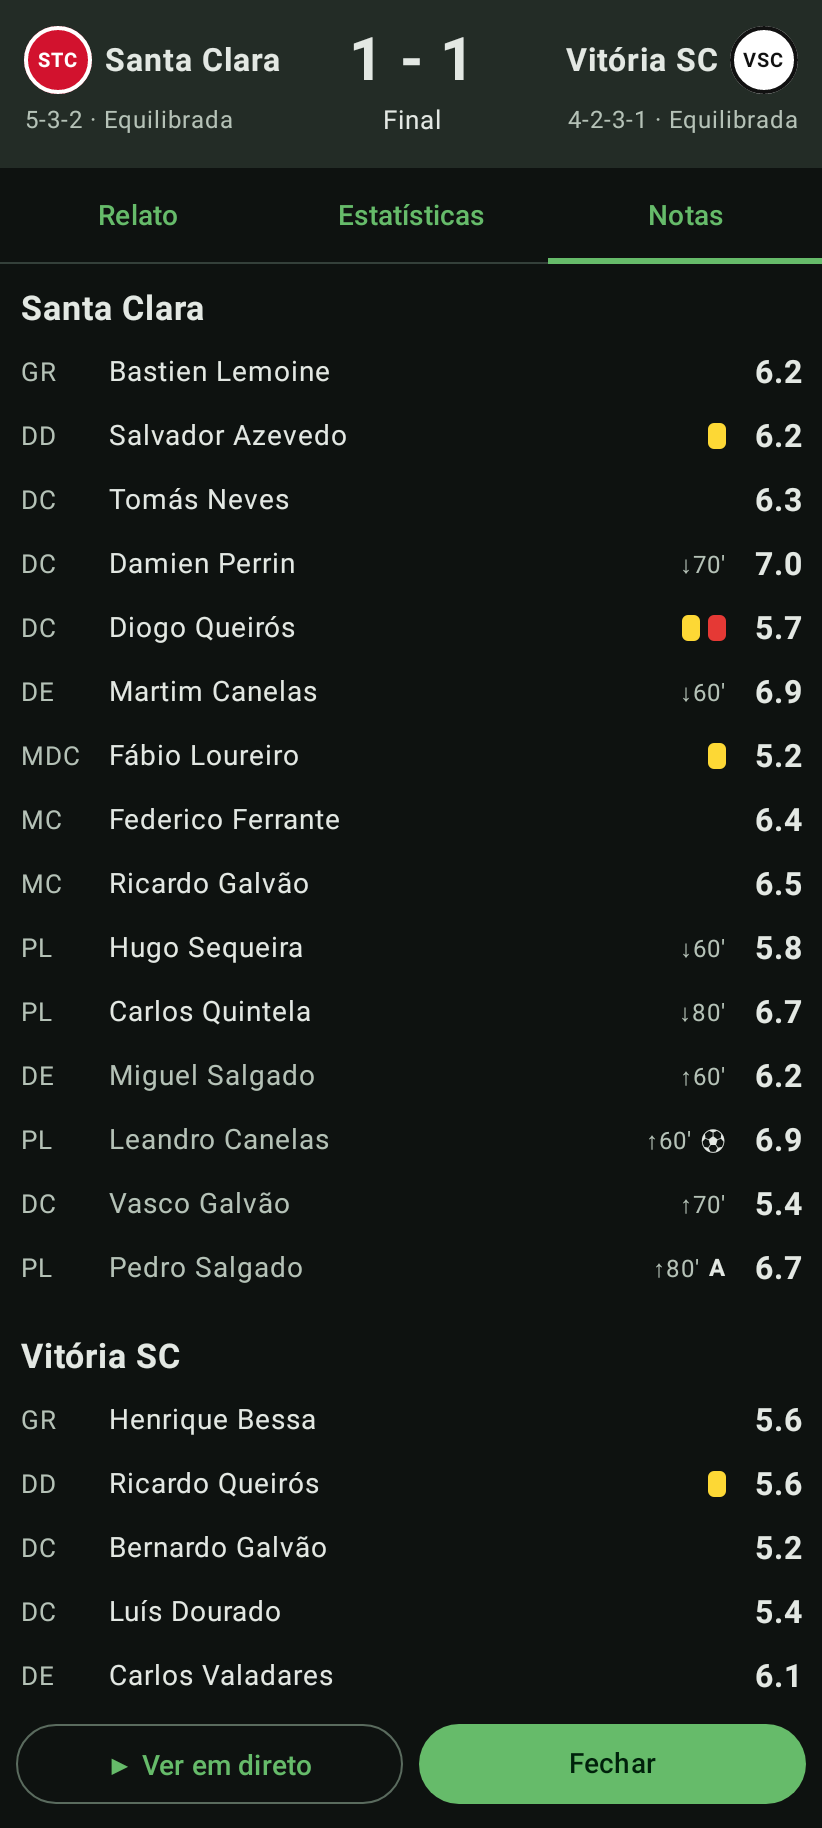 STC Santa Clara 1 - 1 Vitória SC VSC
5-3-2 · Equilibrada Final 4-2-3-1 · Equilibrada
Relato Estatísticas Notas
Santa Clara
GR Bastien Lemoine 6.2
DD Salvador Azevedo 6.2
DC Tomás Neves 6.3
DC Damien Perrin ↓70' 7.0
DC Diogo Queirós 5.7
DE Martim Canelas ↓60' 6.9
MDC Fábio Loureiro 5.2
MC Federico Ferrante 6.4
MC Ricardo Galvão 6.5
PL Hugo Sequeira ↓60' 5.8
PL Carlos Quintela ↓80' 6.7
DE Miguel Salgado ↑60' 6.2
PL Leandro Canelas ↑60' ⚽ 6.9
DC Vasco Galvão ↑70' 5.4
PL Pedro Salgado ↑80' A 6.7
Vitória SC
GR Henrique Bessa 5.6
DD Ricardo Queirós 5.6
DC Bernardo Galvão 5.2
DC Luís Dourado 5.4
DE Carlos Valadares 6.1
► Ver em direto Fechar